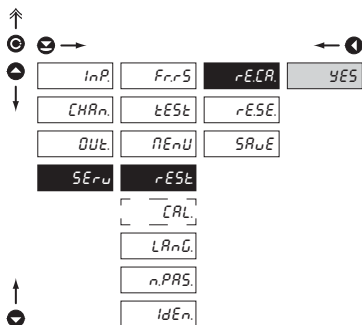 InP. Fr.rS rE.CA. YES
CHAn. tESt rE.SE.
OUt. MEnU SAvE
SErv rESt
CAL.
LAnG.
n.PAS.
IdEn.